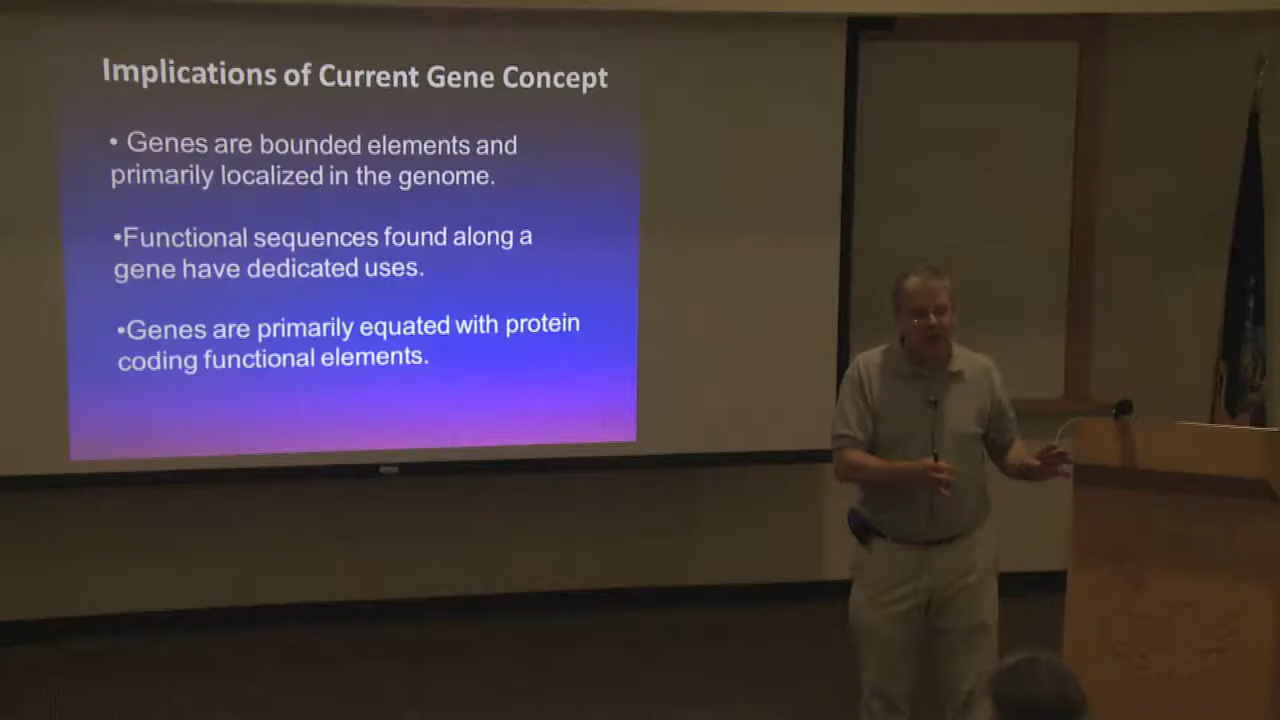 Implications of Current Gene Concept
• Genes are bounded elements and
primarily localized in the genome.
•Functional sequences found along a
gene have dedicated uses.
•Genes are primarily equated with protein
coding functional elements.